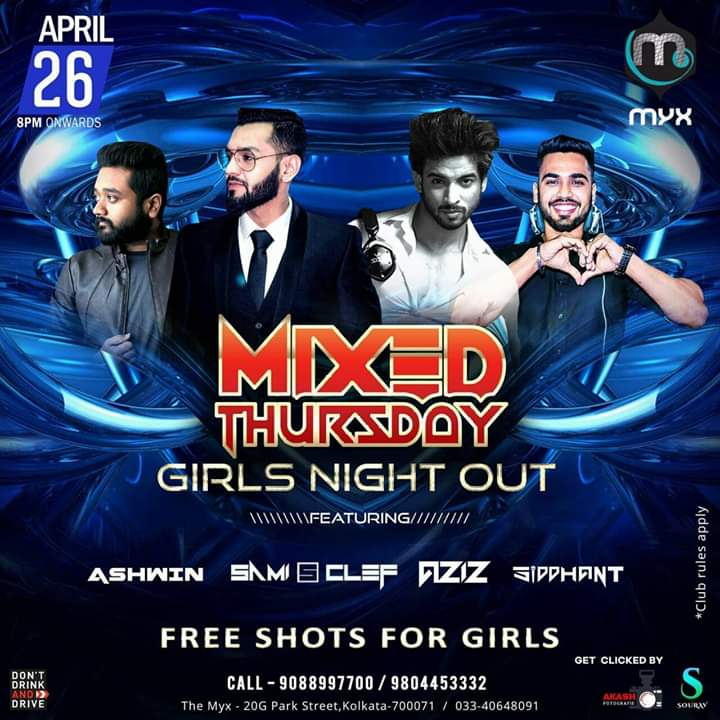 APRIL
26
8PM ONWARDS
m
MYX
MIXED
THURSDAY
GIRLS NIGHT OUT
\\\\\\\\\FEATURING/////////
ASHWIN SAMI S CLEF AZIZ SIDDHANT
*Club rules apply
FREE SHOTS FOR GIRLS
GET CLICKED BY
AKASH
FOTOGRAFIE
S
SOURAV
DON'T
DRINK
AND
DRIVE
CALL - 9088997700 / 9804453332
The Myx - 20G Park Street,Kolkata-700071 / 033-40648091